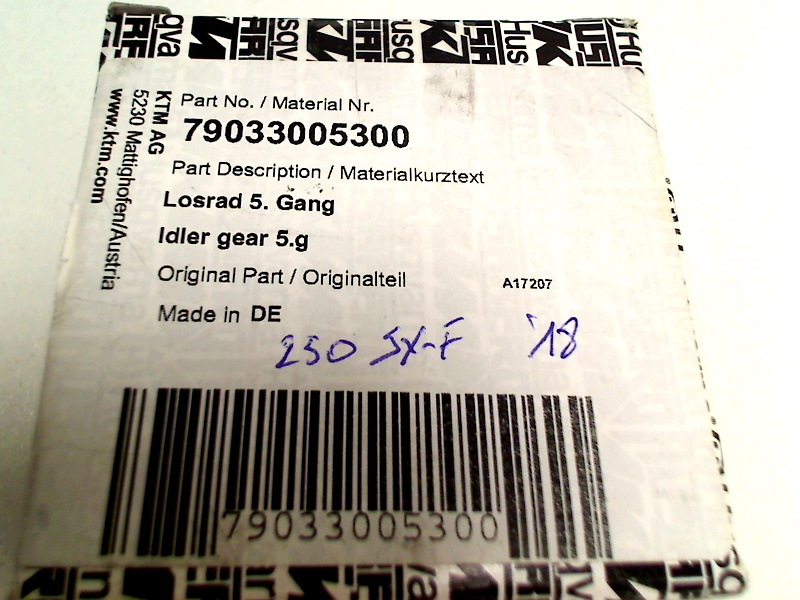 KTM AG
5230 Mattighofen/Austria
www.ktm.com
Part No. / Material Nr.
79033005300
Part Description / Materialkurztext
Losrad 5. Gang
Idler gear 5.g
Original Part / Originalteil
A17207
Made in DE
250 SX-F '18
79033005300